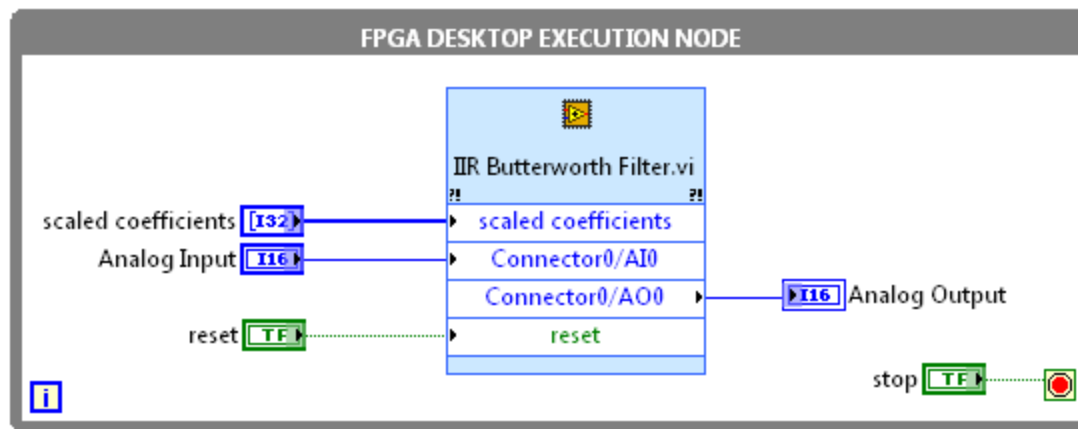 FPGA DESKTOP EXECUTION NODE
IIR Butterworth Filter.vi
?! ?!
scaled coefficients [I32] scaled coefficients
Analog Input I16 Connector0/AI0
Connector0/AO0 I16 Analog Output
reset TF reset
stop TF
i